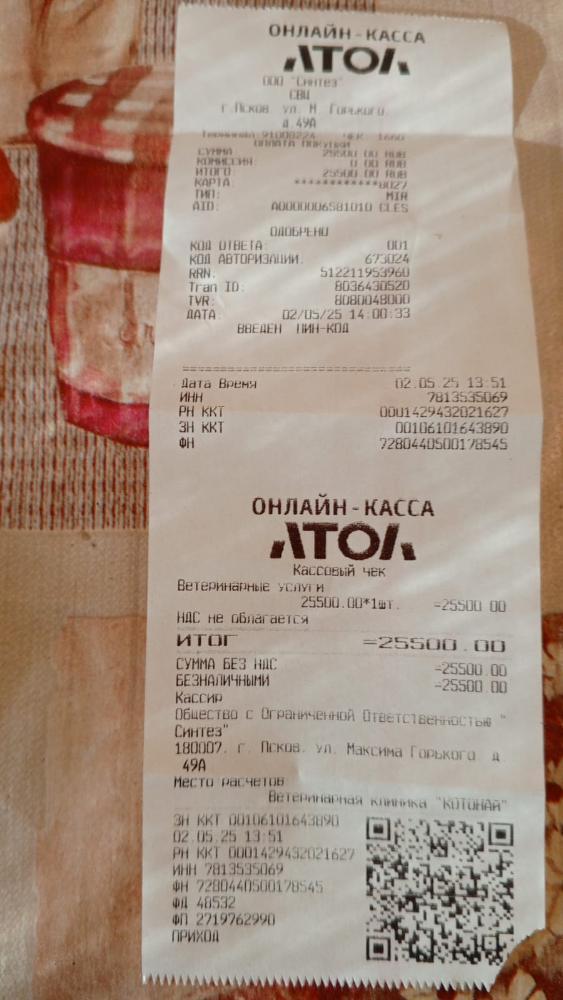 ОНЛАЙН-КАССА
АТОЛ
ООО "Синтез"
СВЦ
г.Псков, ул. М. Горького,
д.49А
Терминал:91008224 ЧЕК 1660
ОПЛАТА ПОКУПКИ
СУММА: 25500.00 RUB
КОМИССИЯ: 0.00 RUB
ИТОГО: 25500.00 RUB
КАРТА: ************8027
ТИП: MIR
AID: A0000006581010 CLES
ОДОБРЕНО
КОД ОТВЕТА: 001
КОД АВТОРИЗАЦИИ: 673024
RRN: 512211953960
Tran ID: 8036430520
TVR: 8080048000
ДАТА: 02/05/25 14:00:33
ВВЕДЕН ПИН-КОД
==============================
Дата Время 02.05.25 13:51
ИНН 7813535069
РН ККТ 0001429432021627
ЗН ККТ 00106101643890
ФН 7280440500178545
ОНЛАЙН-КАССА
АТОЛ
Кассовый чек
Ветеринарные услуги
25500.00*1шт. =25500.00
НДС не облагается
ИТОГ =25500.00
СУММА БЕЗ НДС =25500.00
БЕЗНАЛИЧНЫМИ =25500.00
Кассир
Общество с Ограниченной Ответственностью "
Синтез"
180007, г. Псков, ул. Максима Горького, д.
49А
Место расчетов
Ветеринарная клиника "КОТОНАЙ"
ЗН ККТ 00106101643890
02.05.25 13:51
РН ККТ 0001429432021627
ИНН 7813535069
ФН 7280440500178545
ФД 48532
ФП 2719762990
ПРИХОД